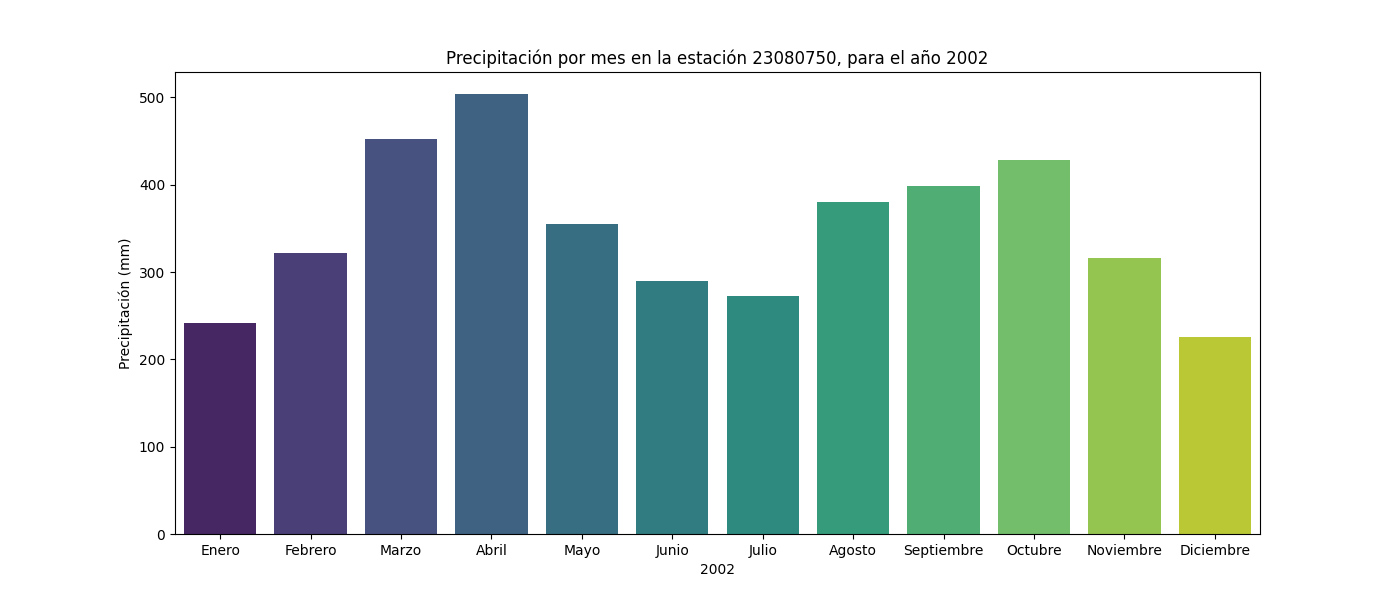 Precipitación por mes en la estación 23080750, para el año 2002
Precipitación (mm)
500
400
300
200
100
0
Enero Febrero Marzo Abril Mayo Junio Julio Agosto Septiembre Octubre Noviembre Diciembre
2002